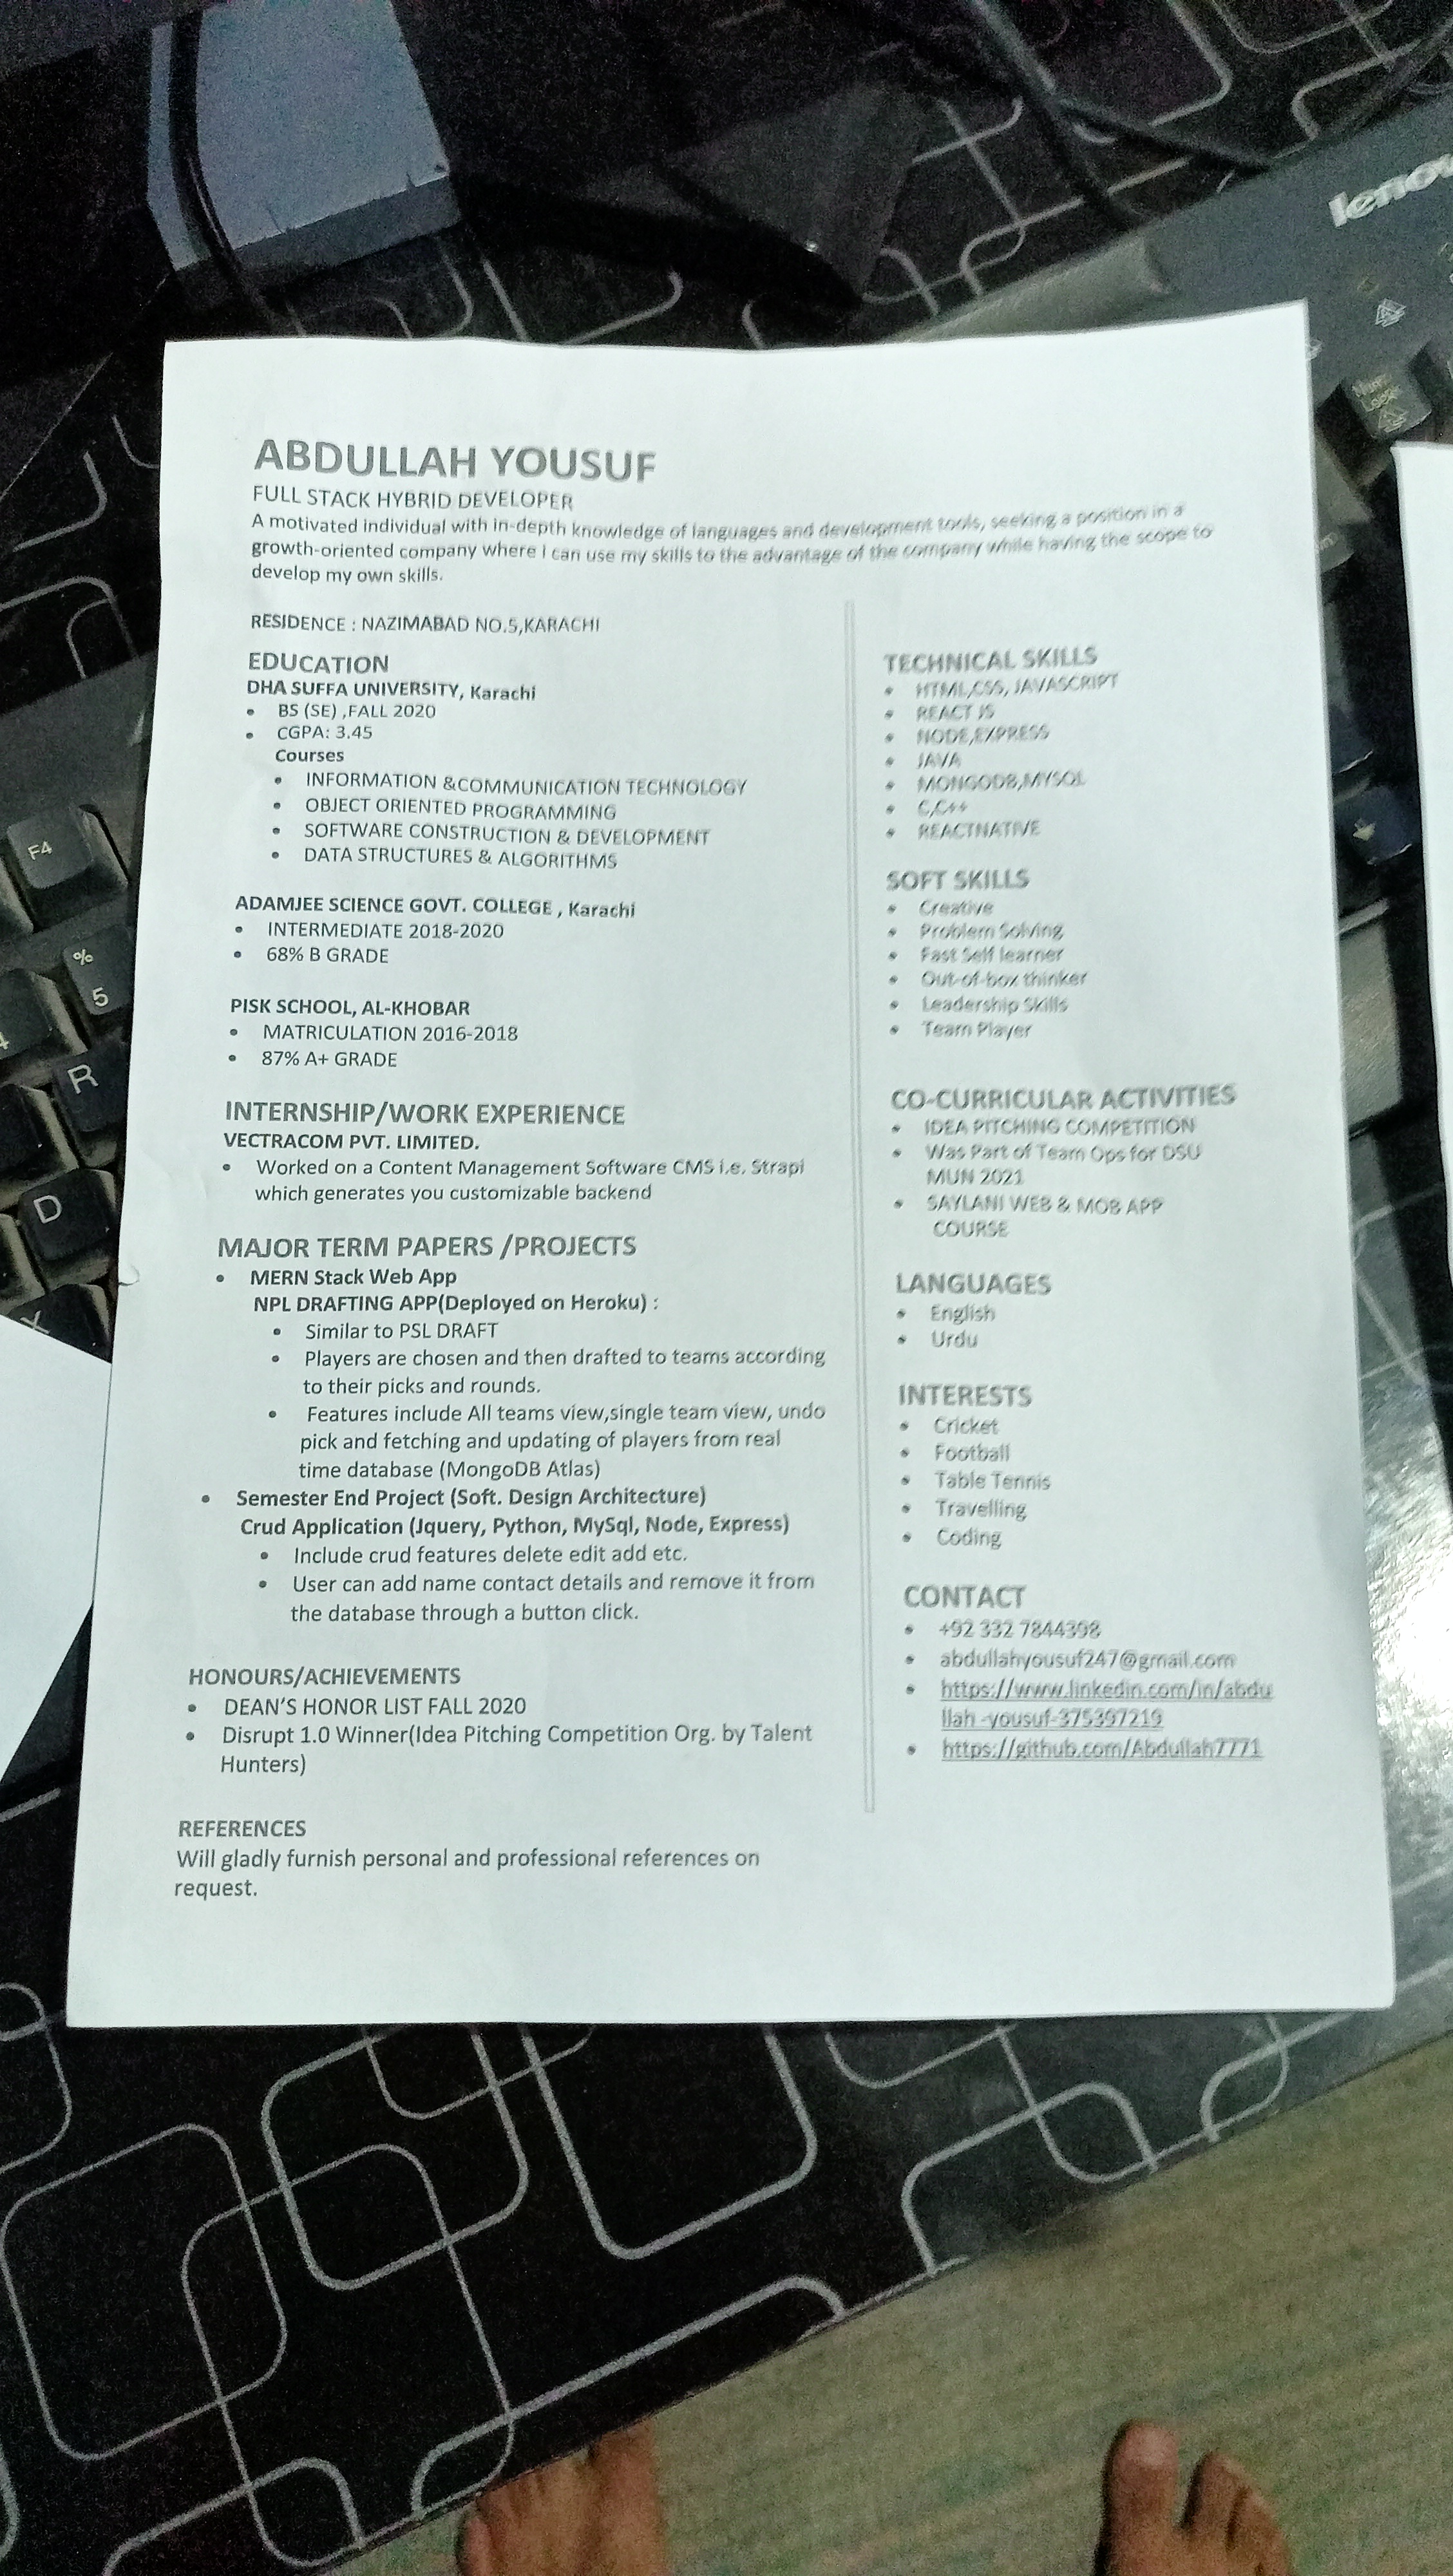 lenov
ABDULLAH YOUSUF
FULL STACK HYBRID DEVELOPER
A motivated individual with in-depth knowledge of languages and development tools, seeking a position in a
growth-oriented company where I can use my skills to the advantage of the company while having the scope to
develop my own skills.
RESIDENCE : NAZIMABAD NO.5,KARACHI
EDUCATION
DHA SUFFA UNIVERSITY, Karachi
• BS (SE) ,FALL 2020
• CGPA: 3.45
Courses
• INFORMATION &COMMUNICATION TECHNOLOGY
• OBJECT ORIENTED PROGRAMMING
• SOFTWARE CONSTRUCTION & DEVELOPMENT
• DATA STRUCTURES & ALGORITHMS
ADAMJEE SCIENCE GOVT. COLLEGE , Karachi
• INTERMEDIATE 2018-2020
• 68% B GRADE
PISK SCHOOL, AL-KHOBAR
• MATRICULATION 2016-2018
• 87% A+ GRADE
INTERNSHIP/WORK EXPERIENCE
VECTRACOM PVT. LIMITED.
• Worked on a Content Management Software CMS i.e. Strapi
which generates you customizable backend
MAJOR TERM PAPERS /PROJECTS
• MERN Stack Web App
NPL DRAFTING APP(Deployed on Heroku) :
• Similar to PSL DRAFT
• Players are chosen and then drafted to teams according
to their picks and rounds.
• Features include All teams view,single team view, undo
pick and fetching and updating of players from real
time database (MongoDB Atlas)
• Semester End Project (Soft. Design Architecture)
Crud Application (Jquery, Python, MySql, Node, Express)
• Include crud features delete edit add etc.
• User can add name contact details and remove it from
the database through a button click.
HONOURS/ACHIEVEMENTS
• DEAN'S HONOR LIST FALL 2020
• Disrupt 1.0 Winner(Idea Pitching Competition Org. by Talent
Hunters)
REFERENCES
Will gladly furnish personal and professional references on
request.
TECHNICAL SKILLS
• HTML,CSS, JAVASCRIPT
• REACT JS
• NODE,EXPRESS
• JAVA
• MONGODB,MYSQL
• C,C++
• REACTNATIVE
SOFT SKILLS
• Creative
• Problem Solving
• Fast Self learner
• Out-of-box thinker
• Leadership Skills
• Team Player
CO-CURRICULAR ACTIVITIES
• IDEA PITCHING COMPETITION
• Was Part of Team Ops for DSU
MUN 2021
• SAYLANI WEB & MOB APP
COURSE
LANGUAGES
• English
• Urdu
INTERESTS
• Cricket
• Football
• Table Tennis
• Travelling
• Coding
CONTACT
• +92 332 7844398
• abdullahyousuf247@gmail.com
• https://www.linkedin.com/in/abdu
llah -yousuf-375397219
• https://github.com/Abdullah7771
F4
%
5
R
D
X